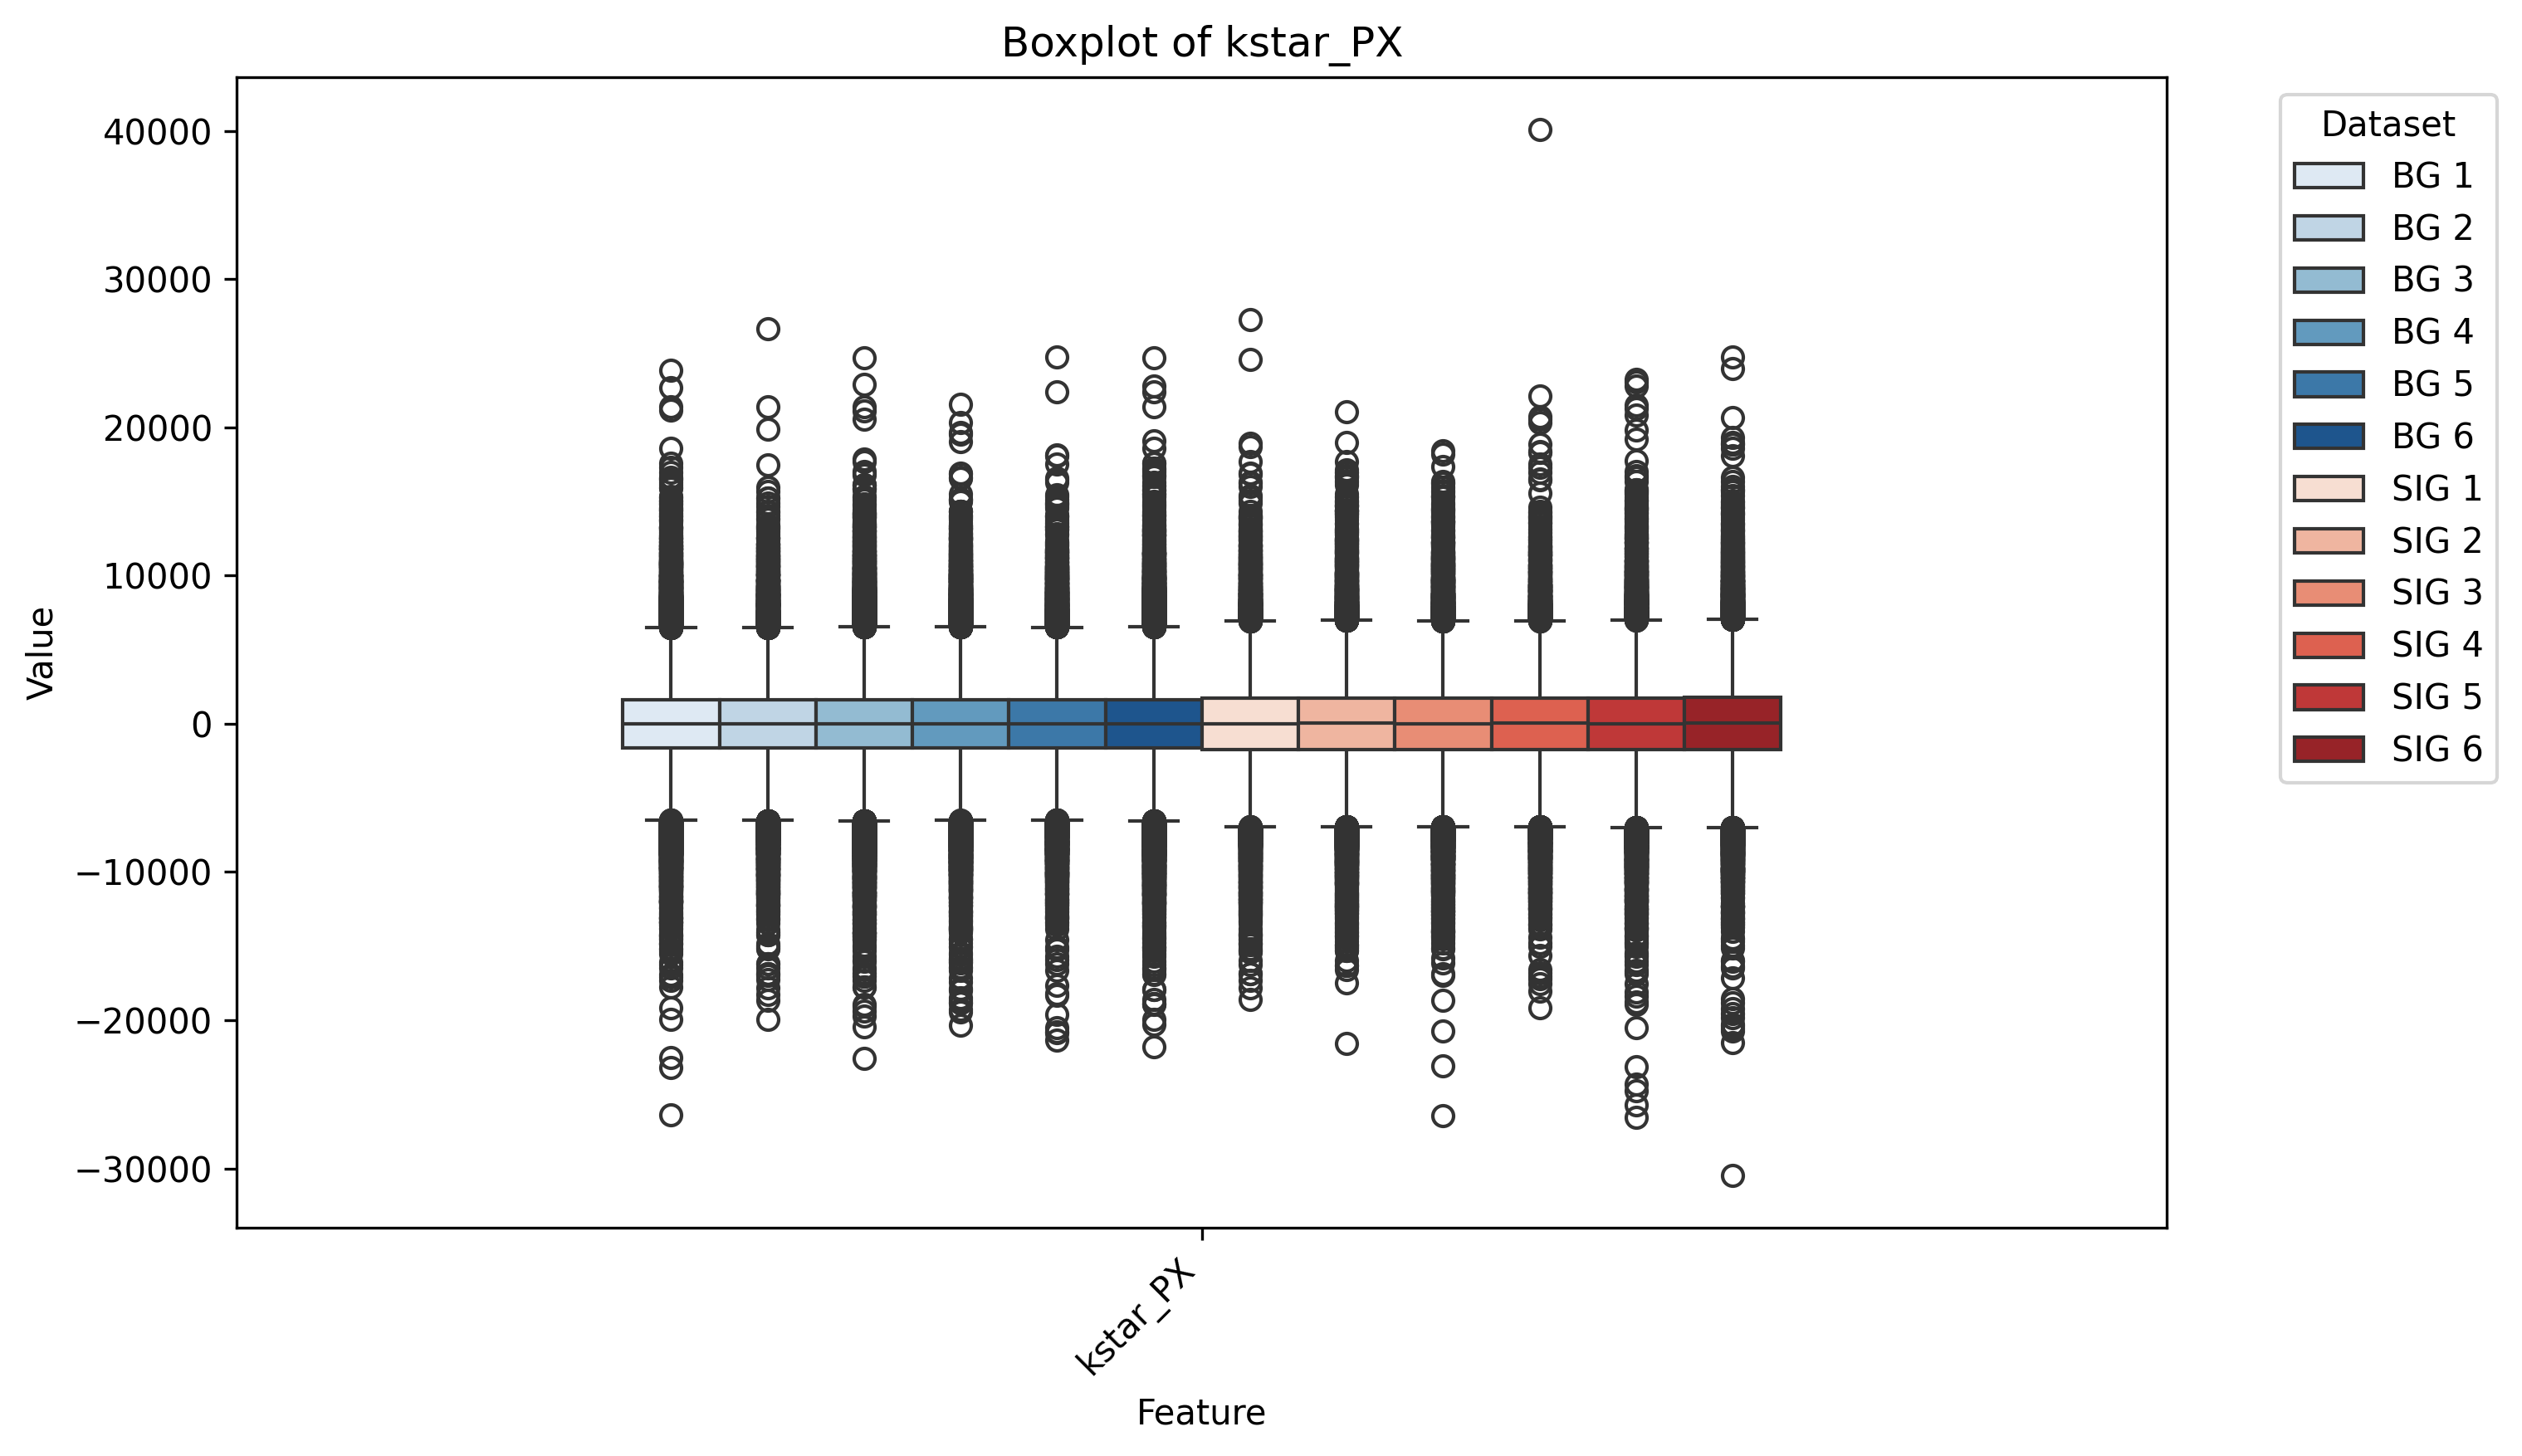 Boxplot of kstar_PX
40000
30000
20000
10000
0
−10000
−20000
−30000
Value
kstar_PX
Feature
Dataset
BG 1
BG 2
BG 3
BG 4
BG 5
BG 6
SIG 1
SIG 2
SIG 3
SIG 4
SIG 5
SIG 6